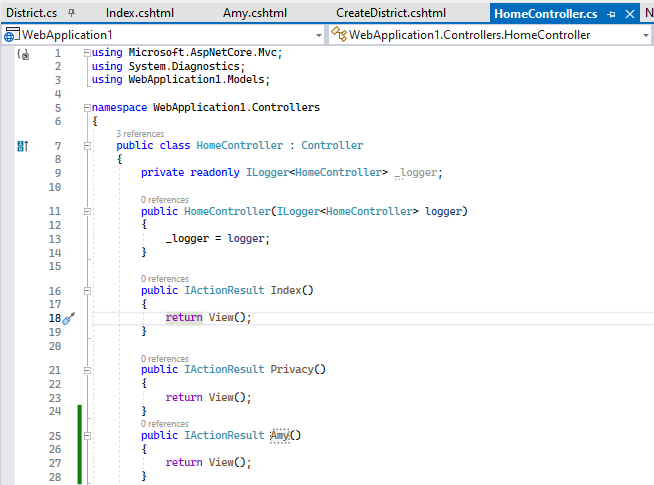 District.cs Index.cshtml Amy.cshtml CreateDistrict.cshtml HomeController.cs N
WebApplication1 WebApplication1.Controllers.HomeController
1 using Microsoft.AspNetCore.Mvc;
2 using System.Diagnostics;
3 using WebApplication1.Models;
4
5 namespace WebApplication1.Controllers
6 {
3 references
7 public class HomeController : Controller
8 {
9 private readonly ILogger<HomeController> _logger;
10
0 references
11 public HomeController(ILogger<HomeController> logger)
12 {
13 _logger = logger;
14 }
15
0 references
16 public IActionResult Index()
17 {
18 return View();
19 }
20
0 references
21 public IActionResult Privacy()
22 {
23 return View();
24 }
0 references
25 public IActionResult Amy()
26 {
27 return View();
28 }